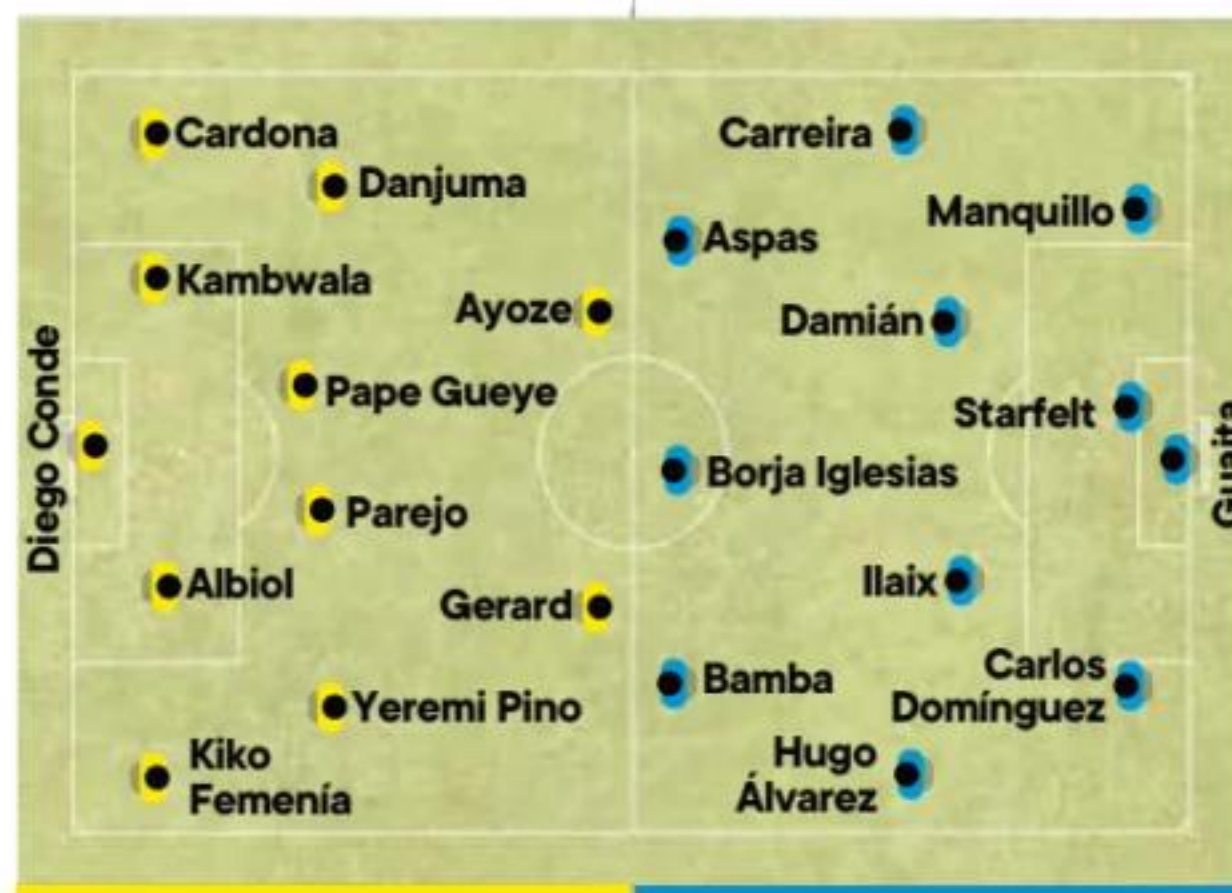 Cardona
Danjuma
Kambwala
Ayoze
Diego Conde
Pape Gueye
Parejo
Albiol
Gerard
Yeremi Pino
Kiko
Femenía
Carreira
Manquillo
Aspas
Damián
Starfelt
Guaita
Borja Iglesias
Ilaix
Bamba
Carlos
Domínguez
Hugo
Álvarez